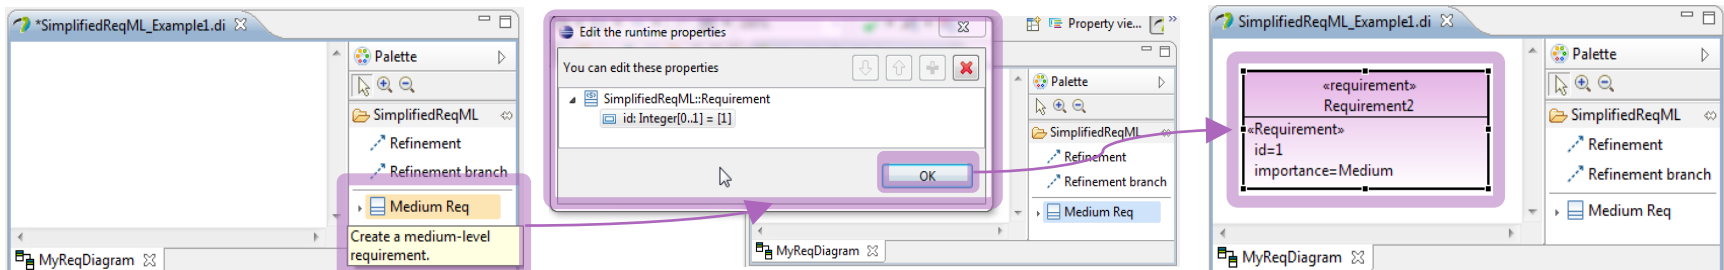 *SimplifiedReqML_Example1.di
Palette
SimplifiedReqML
Refinement
Refinement branch
Medium Req
Create a medium-level
requirement.
MyReqDiagram
Edit the runtime properties
You can edit these properties
SimplifiedReqML::Requirement
id: Integer[0..1] = [1]
OK
Property vie...
Palette
SimplifiedReqML
Refinement
Refinement branch
Medium Req
MyReqDiagram
SimplifiedReqML_Example1.di
«requirement»
Requirement2
«Requirement»
id=1
importance=Medium
Palette
SimplifiedReqML
Refinement
Refinement branch
Medium Req
MyReqDiagram